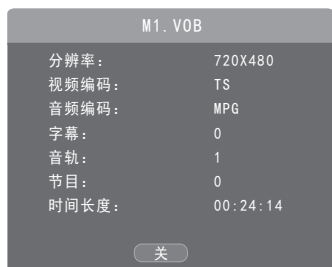 M1.VOB
分辨率： 720X480
视频编码： TS
音频编码： MPG
字幕： 0
音轨： 1
节目： 0
时间长度： 00:24:14
关